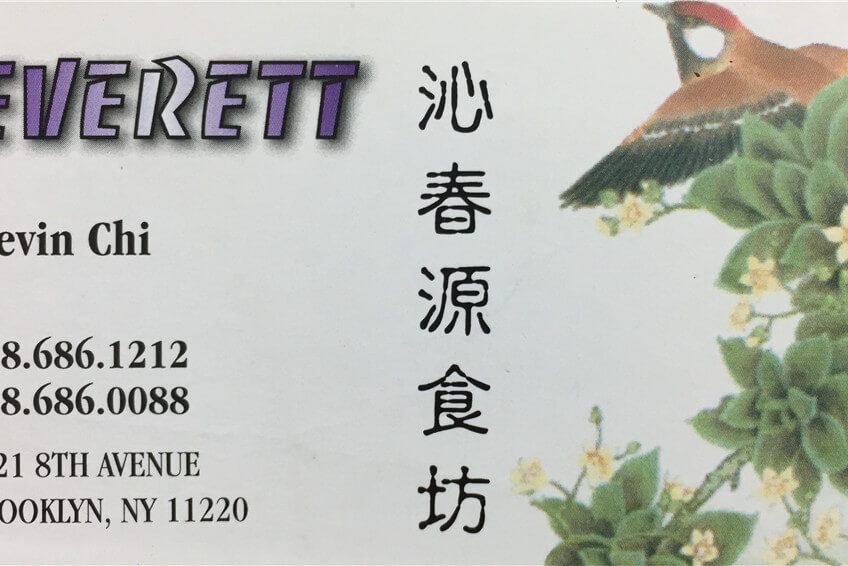 EVERETT
evin Chi
8.686.1212
8.686.0088
21 8TH AVENUE
OOKLYN, NY 11220
沁春源食坊